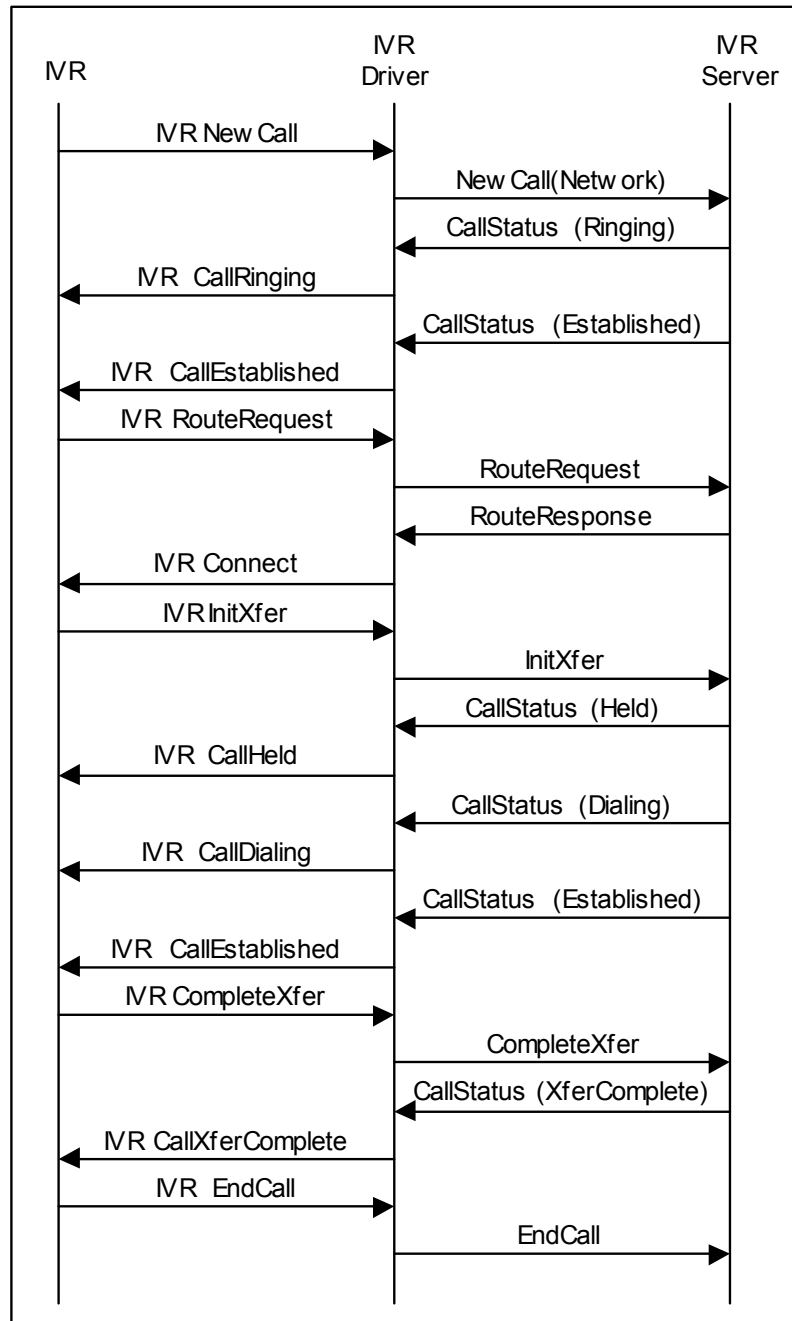 IVR
IVR
Driver
IVR
Server
IVR New Call
New Call(Network)
CallStatus (Ringing)
IVR CallRinging
CallStatus (Established)
IVR CallEstablished
IVR RouteRequest
RouteRequest
RouteResponse
IVR Connect
IVR InitXfer
InitXfer
CallStatus (Held)
IVR CallHeld
CallStatus (Dialing)
IVR CallDialing
CallStatus (Established)
IVR CallEstablished
IVR CompleteXfer
CompleteXfer
CallStatus (XferComplete)
IVR CallXferComplete
IVR EndCall
EndCall